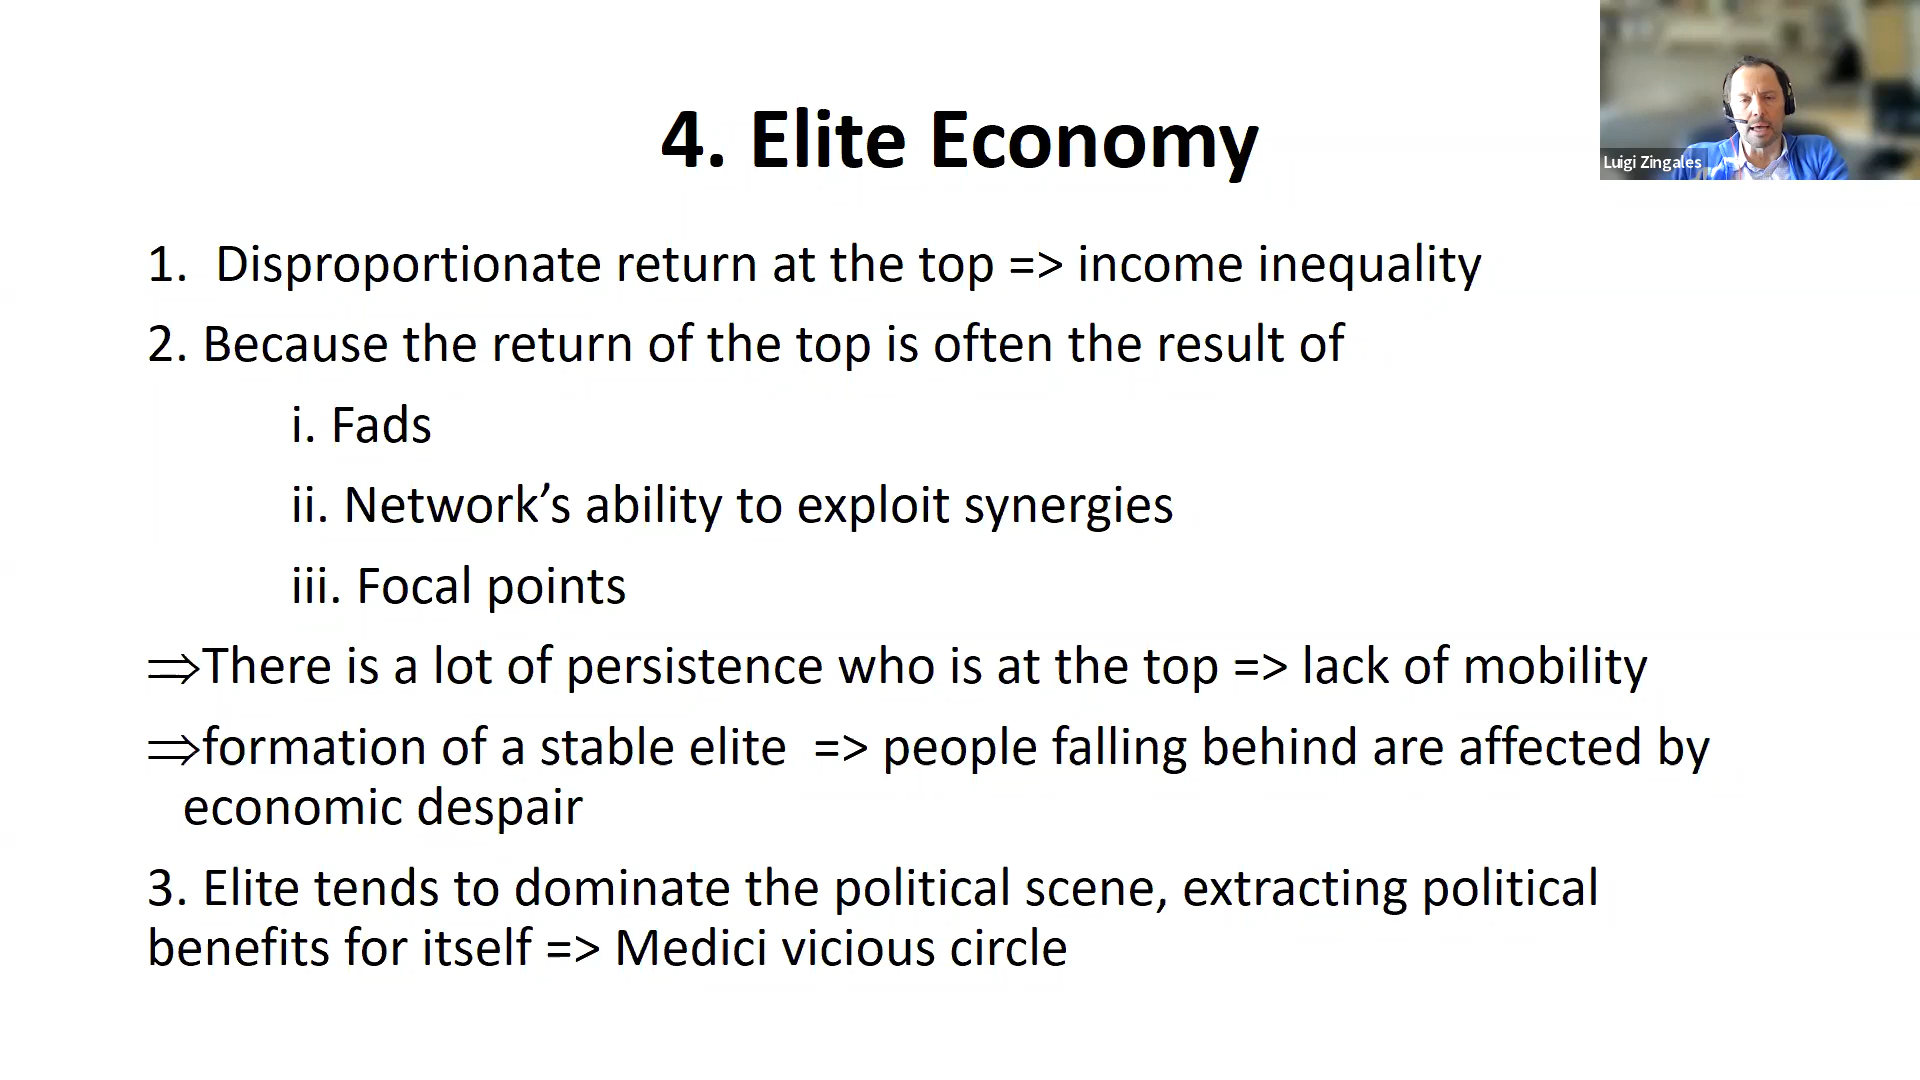 4. Elite Economy
Luigi Zingales
1. Disproportionate return at the top => income inequality
2. Because the return of the top is often the result of
i. Fads
ii. Network’s ability to exploit synergies
iii. Focal points
⇒There is a lot of persistence who is at the top => lack of mobility
⇒formation of a stable elite => people falling behind are affected by
economic despair
3. Elite tends to dominate the political scene, extracting political
benefits for itself => Medici vicious circle